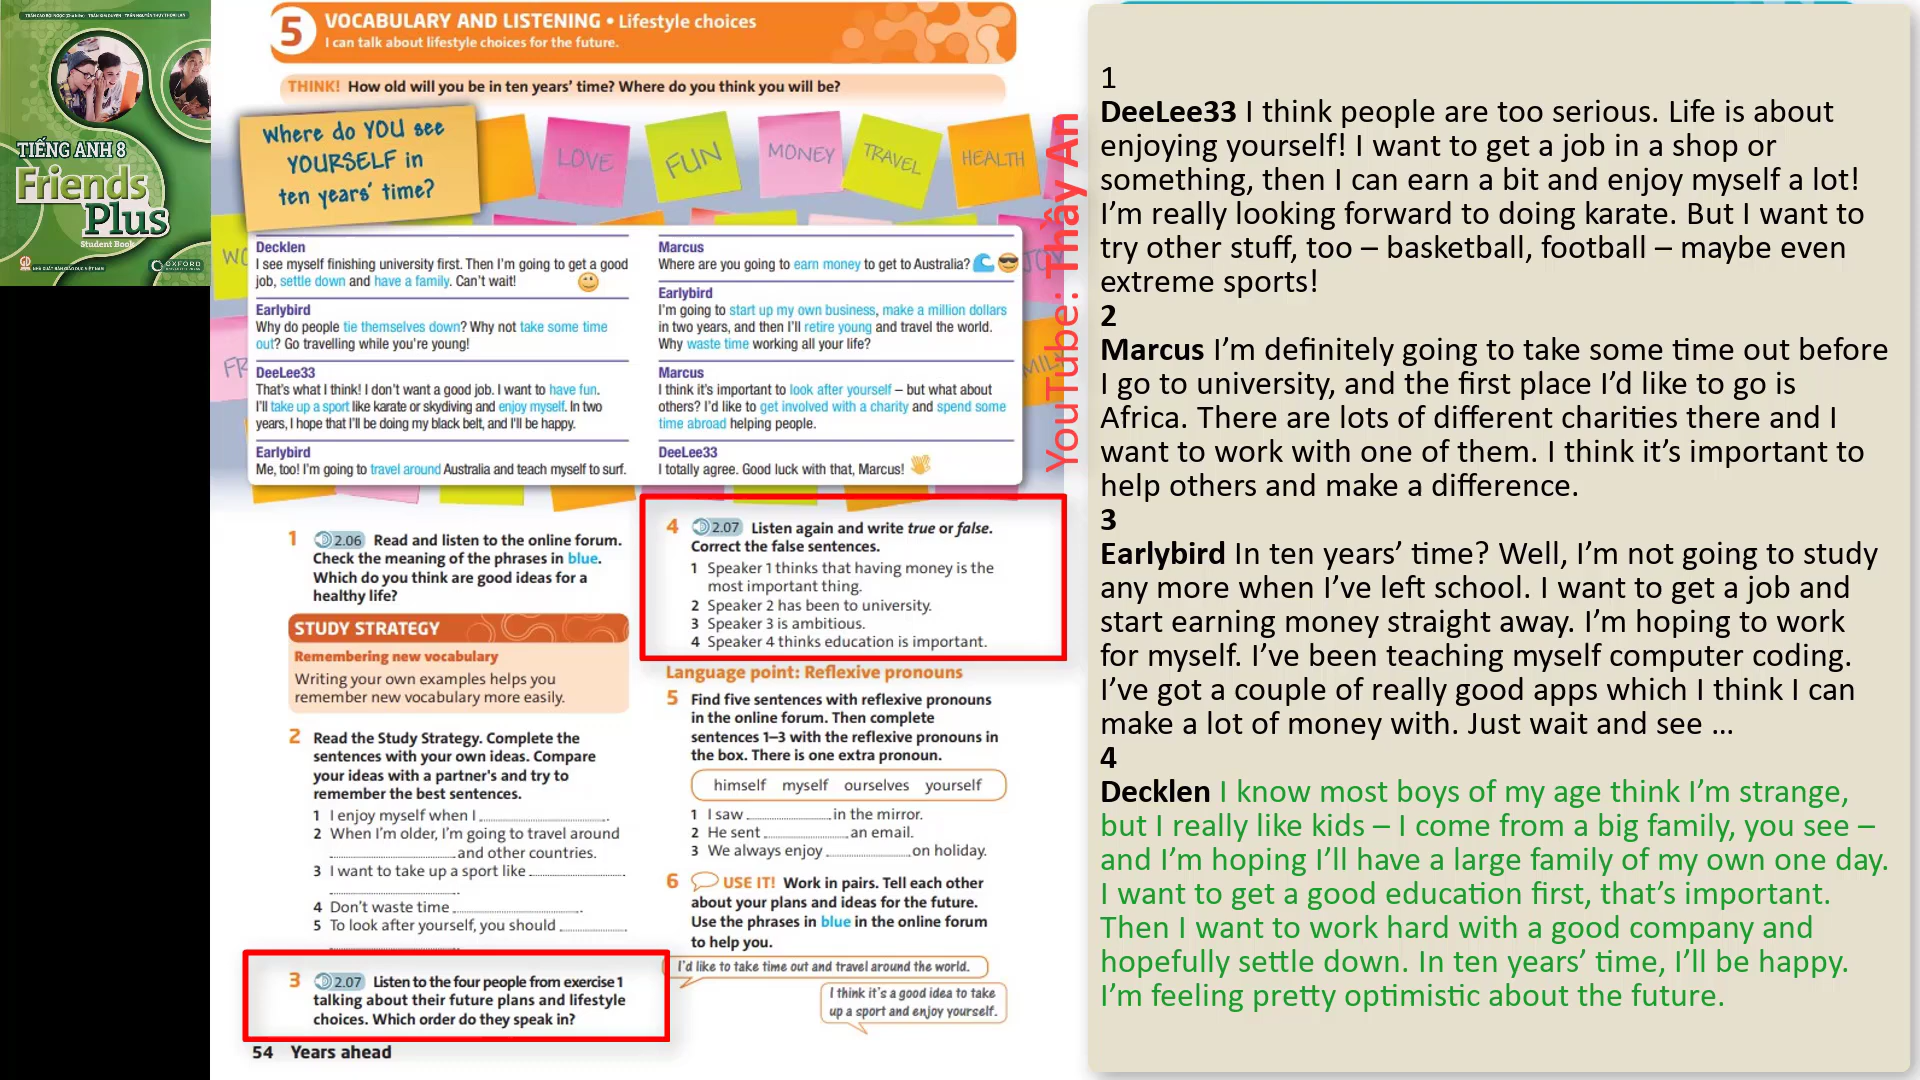 TIẾNG ANH 8
Friends
Plus
Student Book
NHÀ XUẤT BẢN GIÁO DỤC VIỆT NAM
OXFORD
5 VOCABULARY AND LISTENING • Lifestyle choices
I can talk about lifestyle choices for the future.
THINK! How old will you be in ten years' time? Where do you think you will be?
Where do YOU see
YOURSELF in
ten years' time?
LOVE
FUN
MONEY
TRAVEL
HEALTH
Decklen
I see myself finishing university first. Then I'm going to get a good
job, settle down and have a family. Can't wait!
Earlybird
Why do people tie themselves down? Why not take some time
out? Go travelling while you're young!
DeeLee33
That's what I think! I don't want a good job. I want to have fun.
I'll take up a sport like karate or skydiving and enjoy myself. In two
years, I hope that I'll be doing my black belt, and I'll be happy.
Earlybird
Me, too! I'm going to travel around Australia and teach myself to surf.
Marcus
Where are you going to earn money to get to Australia?
Earlybird
I'm going to start up my own business, make a million dollars
in two years, and then I'll retire young and travel the world.
Why waste time working all your life?
Marcus
I think it's important to look after yourself – but what about
others? I'd like to get involved with a charity and spend some
time abroad helping people.
DeeLee33
I totally agree. Good luck with that, Marcus!
1 2.06 Read and listen to the online forum.
Check the meaning of the phrases in blue.
Which do you think are good ideas for a
healthy life?
STUDY STRATEGY
Remembering new vocabulary
Writing your own examples helps you
remember new vocabulary more easily.
2 Read the Study Strategy. Complete the
sentences with your own ideas. Compare
your ideas with a partner's and try to
remember the best sentences.
1 I enjoy myself when I .
2 When I'm older, I'm going to travel around
and other countries.
3 I want to take up a sport like
.
4 Don't waste time .
5 To look after yourself, you should
.
3 2.07 Listen to the four people from exercise 1
talking about their future plans and lifestyle
choices. Which order do they speak in?
54 Years ahead
4 2.07 Listen again and write true or false.
Correct the false sentences.
1 Speaker 1 thinks that having money is the
most important thing.
2 Speaker 2 has been to university.
3 Speaker 3 is ambitious.
4 Speaker 4 thinks education is important.
Language point: Reflexive pronouns
5 Find five sentences with reflexive pronouns
in the online forum. Then complete
sentences 1–3 with the reflexive pronouns in
the box. There is one extra pronoun.
himself myself ourselves yourself
1 I saw in the mirror.
2 He sent an email.
3 We always enjoy on holiday.
6 USE IT! Work in pairs. Tell each other
about your plans and ideas for the future.
Use the phrases in blue in the online forum
to help you.
I'd like to take time out and travel around the world.
I think it's a good idea to take
up a sport and enjoy yourself.
YouTube: Thầy An
1
DeeLee33 I think people are too serious. Life is about
enjoying yourself! I want to get a job in a shop or
something, then I can earn a bit and enjoy myself a lot!
I'm really looking forward to doing karate. But I want to
try other stuff, too – basketball, football – maybe even
extreme sports!
2
Marcus I'm definitely going to take some time out before
I go to university, and the first place I'd like to go is
Africa. There are lots of different charities there and I
want to work with one of them. I think it's important to
help others and make a difference.
3
Earlybird In ten years' time? Well, I'm not going to study
any more when I've left school. I want to get a job and
start earning money straight away. I'm hoping to work
for myself. I've been teaching myself computer coding.
I've got a couple of really good apps which I think I can
make a lot of money with. Just wait and see …
4
Decklen I know most boys of my age think I'm strange,
but I really like kids – I come from a big family, you see –
and I'm hoping I'll have a large family of my own one day.
I want to get a good education first, that's important.
Then I want to work hard with a good company and
hopefully settle down. In ten years' time, I'll be happy.
I'm feeling pretty optimistic about the future.